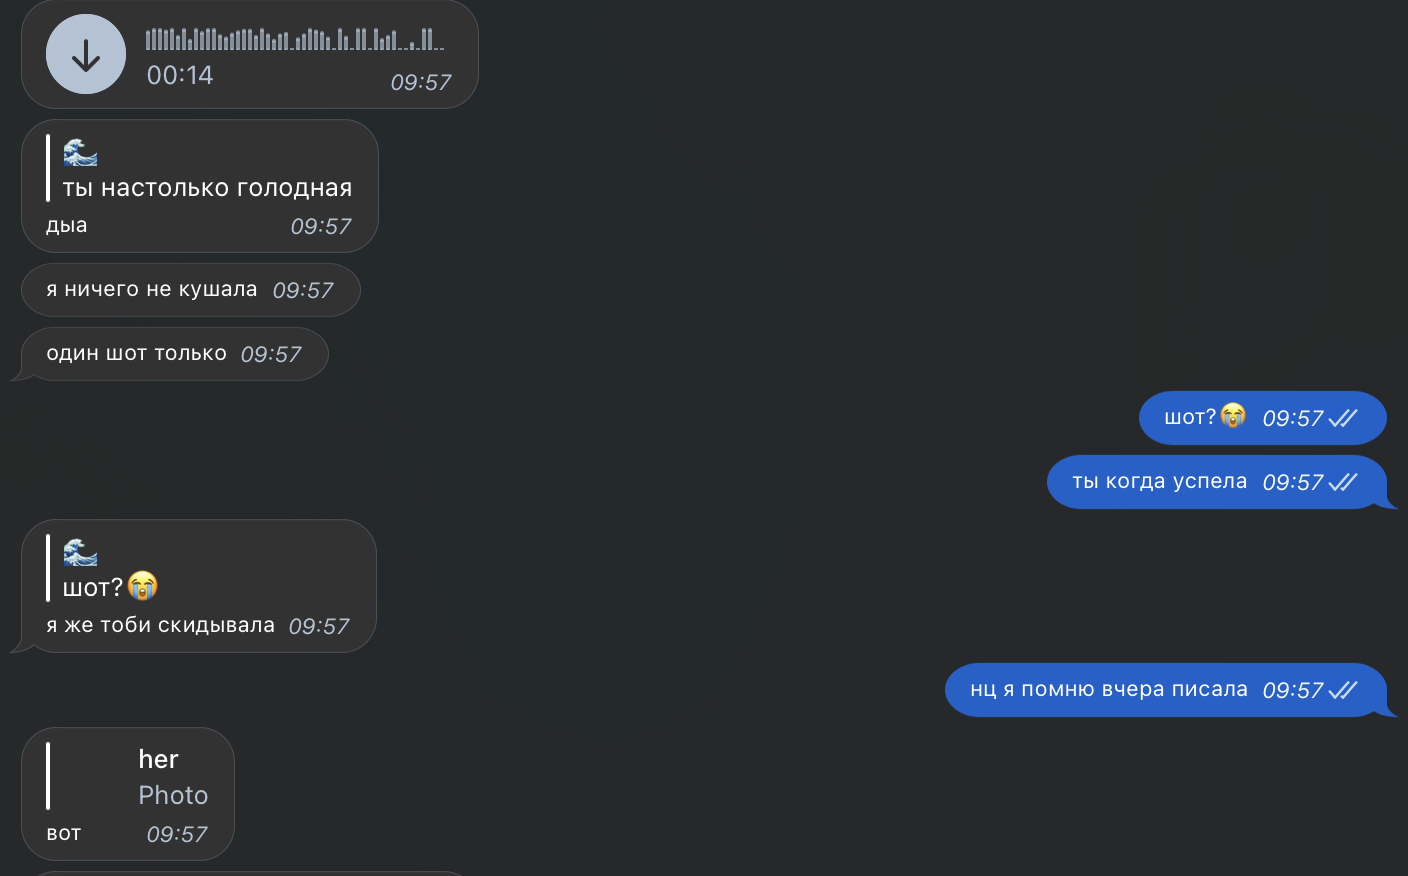 00:14
09:57
🌊
ты настолько голодная
дыа 09:57
я ничего не кушала 09:57
один шот только 09:57
шот?😭 09:57
ты когда успела 09:57
🌊
шот?😭
я же тоби скидывала 09:57
нц я помню вчера писала 09:57
her
Photo
вот 09:57